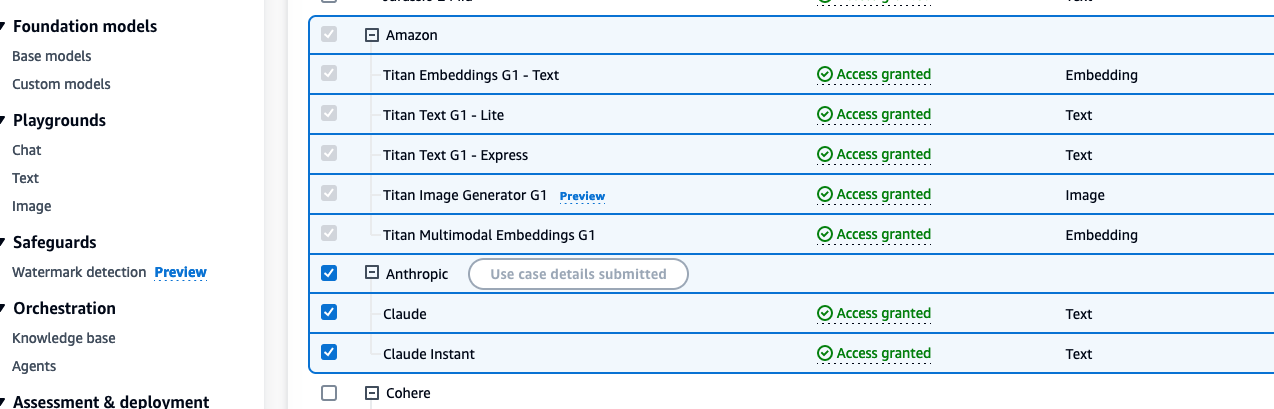 Foundation models
Base models
Custom models
Playgrounds
Chat
Text
Image
Safeguards
Watermark detection Preview
Orchestration
Knowledge base
Agents
Assessment & deployment
Amazon
Titan Embeddings G1 - Text Access granted Embedding
Titan Text G1 - Lite Access granted Text
Titan Text G1 - Express Access granted Text
Titan Image Generator G1 Preview Access granted Image
Titan Multimodal Embeddings G1 Access granted Embedding
Anthropic Use case details submitted
Claude Access granted Text
Claude Instant Access granted Text
Cohere